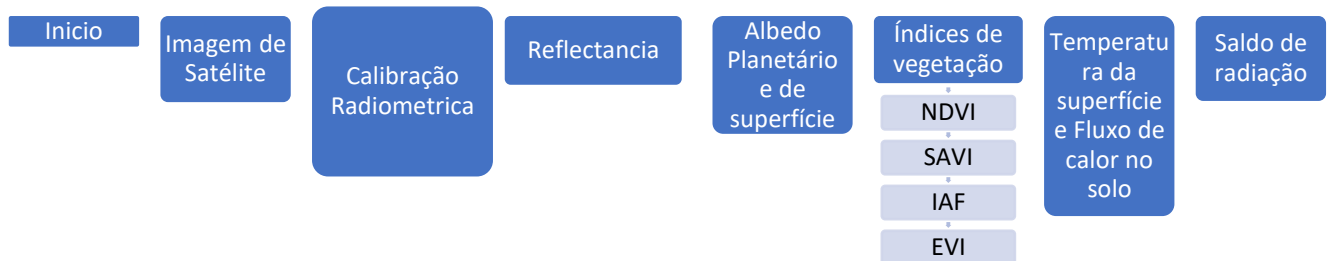 Inicio
Imagem de
Satélite
Calibração
Radiometrica
Reflectancia
Albedo
Planetário
e de
superfície
Índices de
vegetação
NDVI
SAVI
IAF
EVI
Temperatu
ra da
superfície
e Fluxo de
calor no
solo
Saldo de
radiação